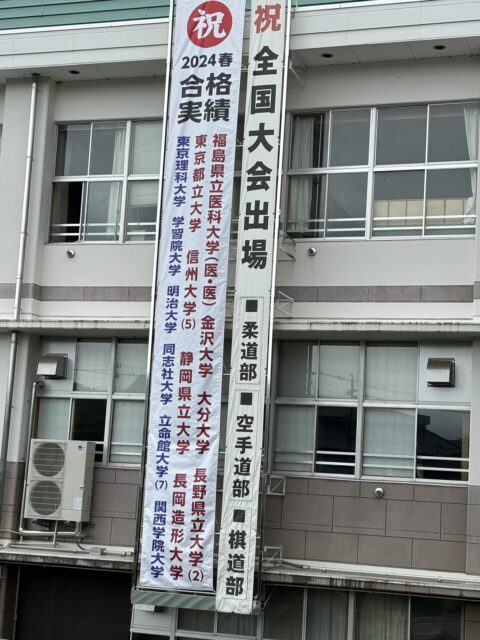 祝
全国大会出場
■柔道部■空手道部■棋道部
祝
2024春
合格
実績
福島県立医科大学(医・医) 金沢大学 大分大学 長野県立大学(2)
東京都立大学 信州大学(5) 静岡県立大学 長岡造形大学
東京理科大学 学習院大学 明治大学 同志社大学 立命館大学(7) 関西学院大学